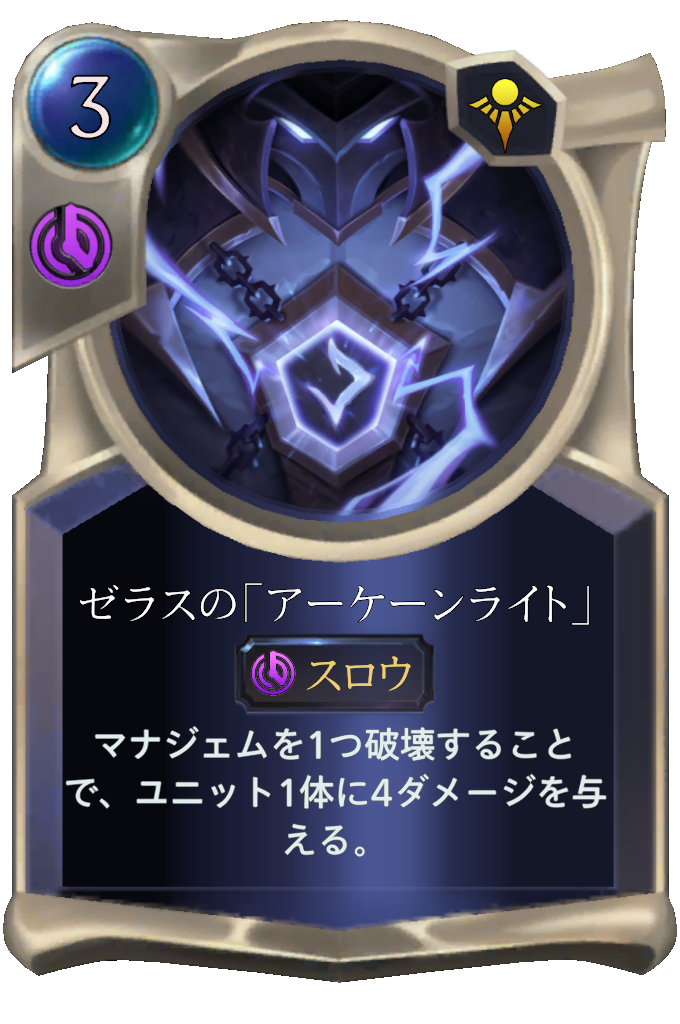 3
ゼラスの「アーケーンライト」
スロウ
マナジェムを1つ破壊すること
で、ユニット1体に4ダメージを与
える。